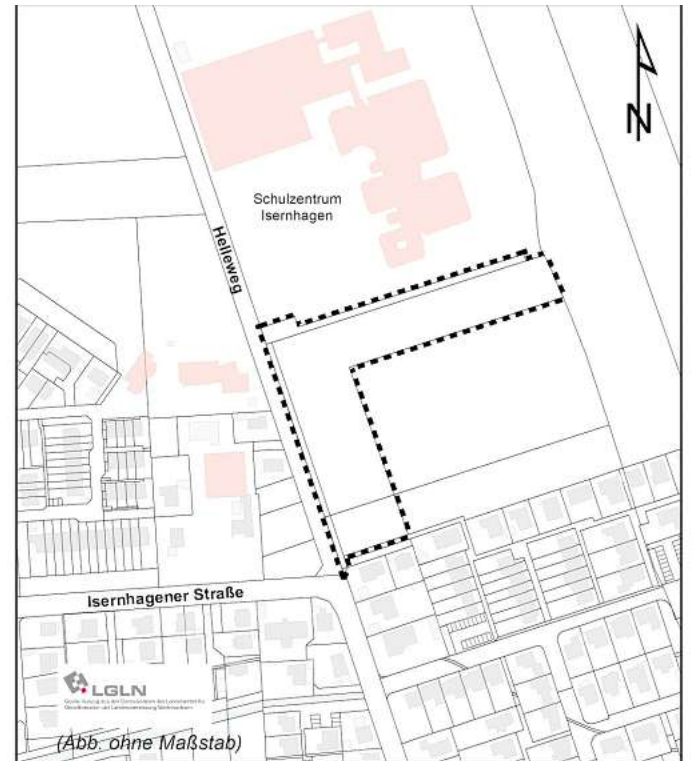 N
Schulzentrum
Isernhagen
Helleweg
Isernhagener Straße
LGLN
(Abb. ohne Maßstab)